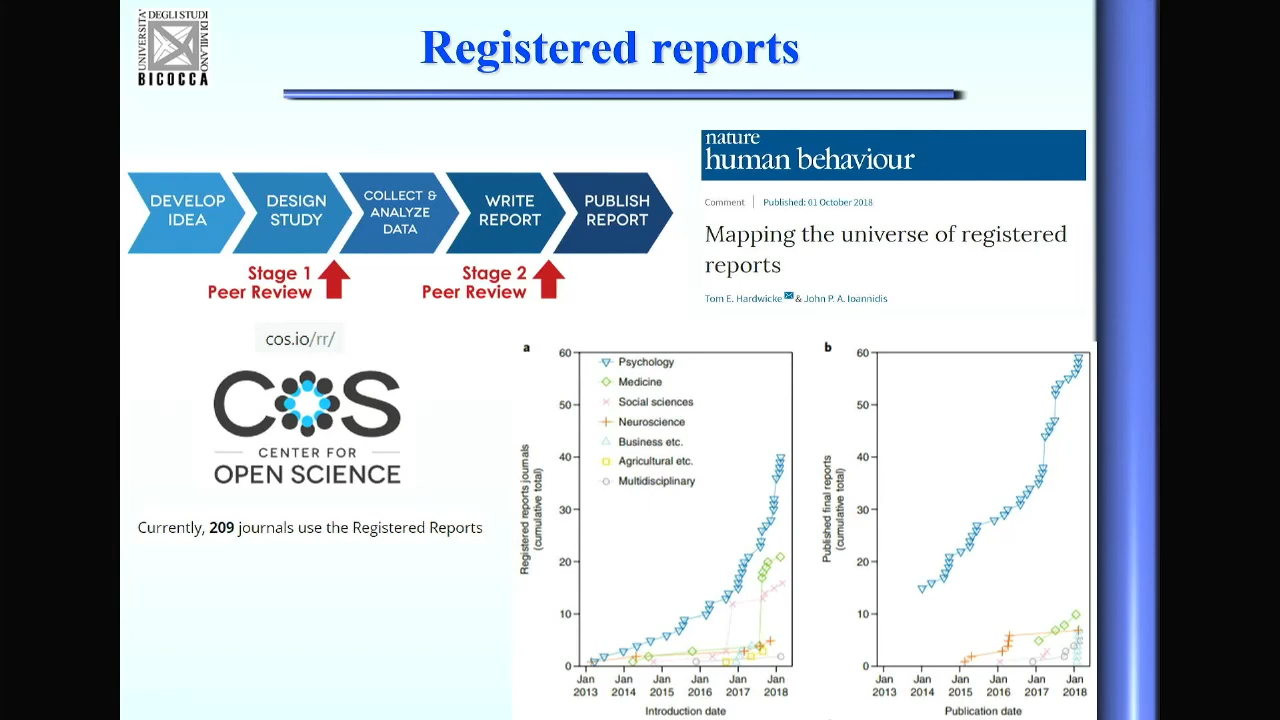 UNIVERSITA'
DEGLI STUDI
DI MILANO
BICOCCA
Registered reports
DEVELOP
IDEA
DESIGN
STUDY
COLLECT &
ANALYZE
DATA
WRITE
REPORT
PUBLISH
REPORT
Stage 1
Peer Review
Stage 2
Peer Review
nature
human behaviour
Comment | Published: 01 October 2018
Mapping the universe of registered
reports
Tom E. Hardwicke & John P. A. Ioannidis
cos.io/rr/
COS
CENTER FOR
OPEN SCIENCE
Currently, 209 journals use the Registered Reports
a
Registered reports journals
(cumulative total)
60
50
40
30
20
10
0
Psychology
Medicine
Social sciences
Neuroscience
Business etc.
Agricultural etc.
Multidisciplinary
Jan Jan Jan Jan Jan Jan
2013 2014 2015 2016 2017 2018
Introduction date
b
Published final reports
(cumulative total)
60
50
40
30
20
10
0
Jan Jan Jan Jan Jan Jan
2013 2014 2015 2016 2017 2018
Publication date